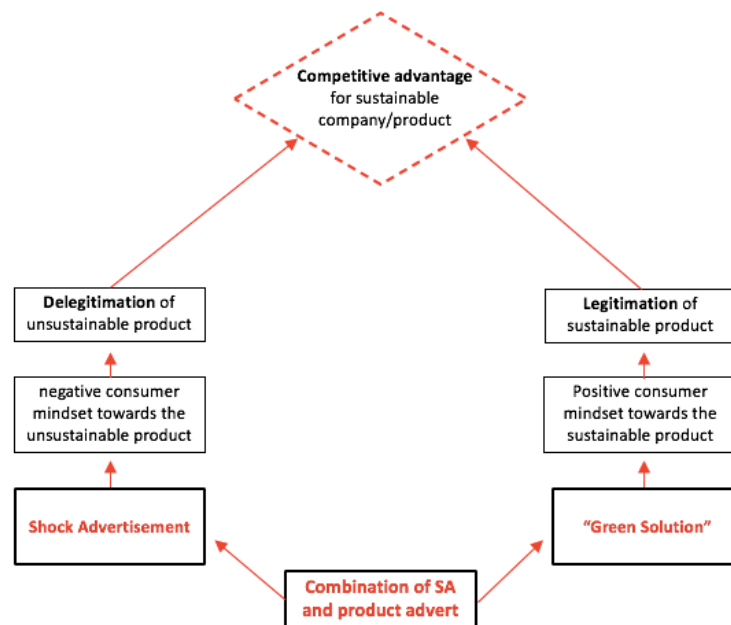 Competitive advantage
for sustainable
company/product
Delegitimation of
unsustainable product
Legitimation of
sustainable product
negative consumer
mindset towards the
unsustainable product
Positive consumer
mindset towards the
sustainable product
Shock Advertisement
“Green Solution”
Combination of SA
and product advert